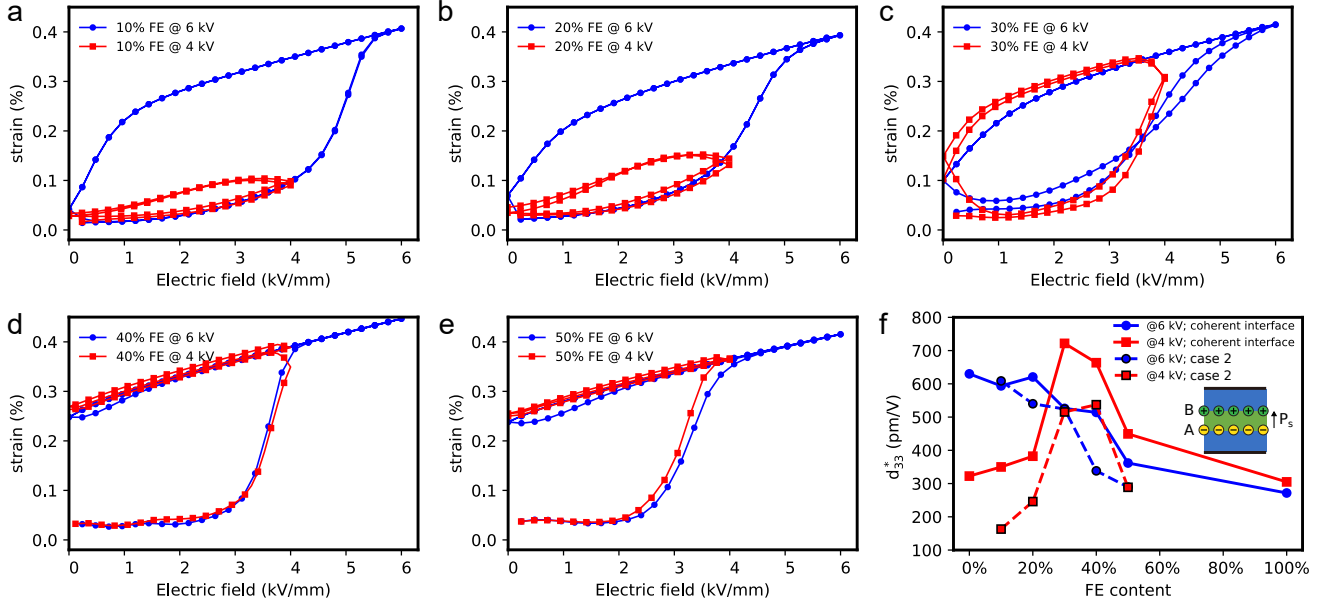 a
10% FE @ 6 kV
10% FE @ 4 kV
strain (%)
0.4
0.3
0.2
0.1
0.0
0 1 2 3 4 5 6
Electric field (kV/mm)
b
20% FE @ 6 kV
20% FE @ 4 kV
strain (%)
0.4
0.3
0.2
0.1
0.0
0 1 2 3 4 5 6
Electric field (kV/mm)
c
30% FE @ 6 kV
30% FE @ 4 kV
strain (%)
0.4
0.3
0.2
0.1
0.0
0 1 2 3 4 5 6
Electric field (kV/mm)
d
40% FE @ 6 kV
40% FE @ 4 kV
strain (%)
0.4
0.3
0.2
0.1
0.0
0 1 2 3 4 5 6
Electric field (kV/mm)
e
50% FE @ 6 kV
50% FE @ 4 kV
strain (%)
0.4
0.3
0.2
0.1
0.0
0 1 2 3 4 5 6
Electric field (kV/mm)
f
@6 kV; coherent interface
@4 kV; coherent interface
@6 kV; case 2
@4 kV; case 2
B + + + + +
A − − − − −
P_s
d*_33 (pm/V)
800
700
600
500
400
300
200
100
0% 20% 40% 60% 80% 100%
FE content